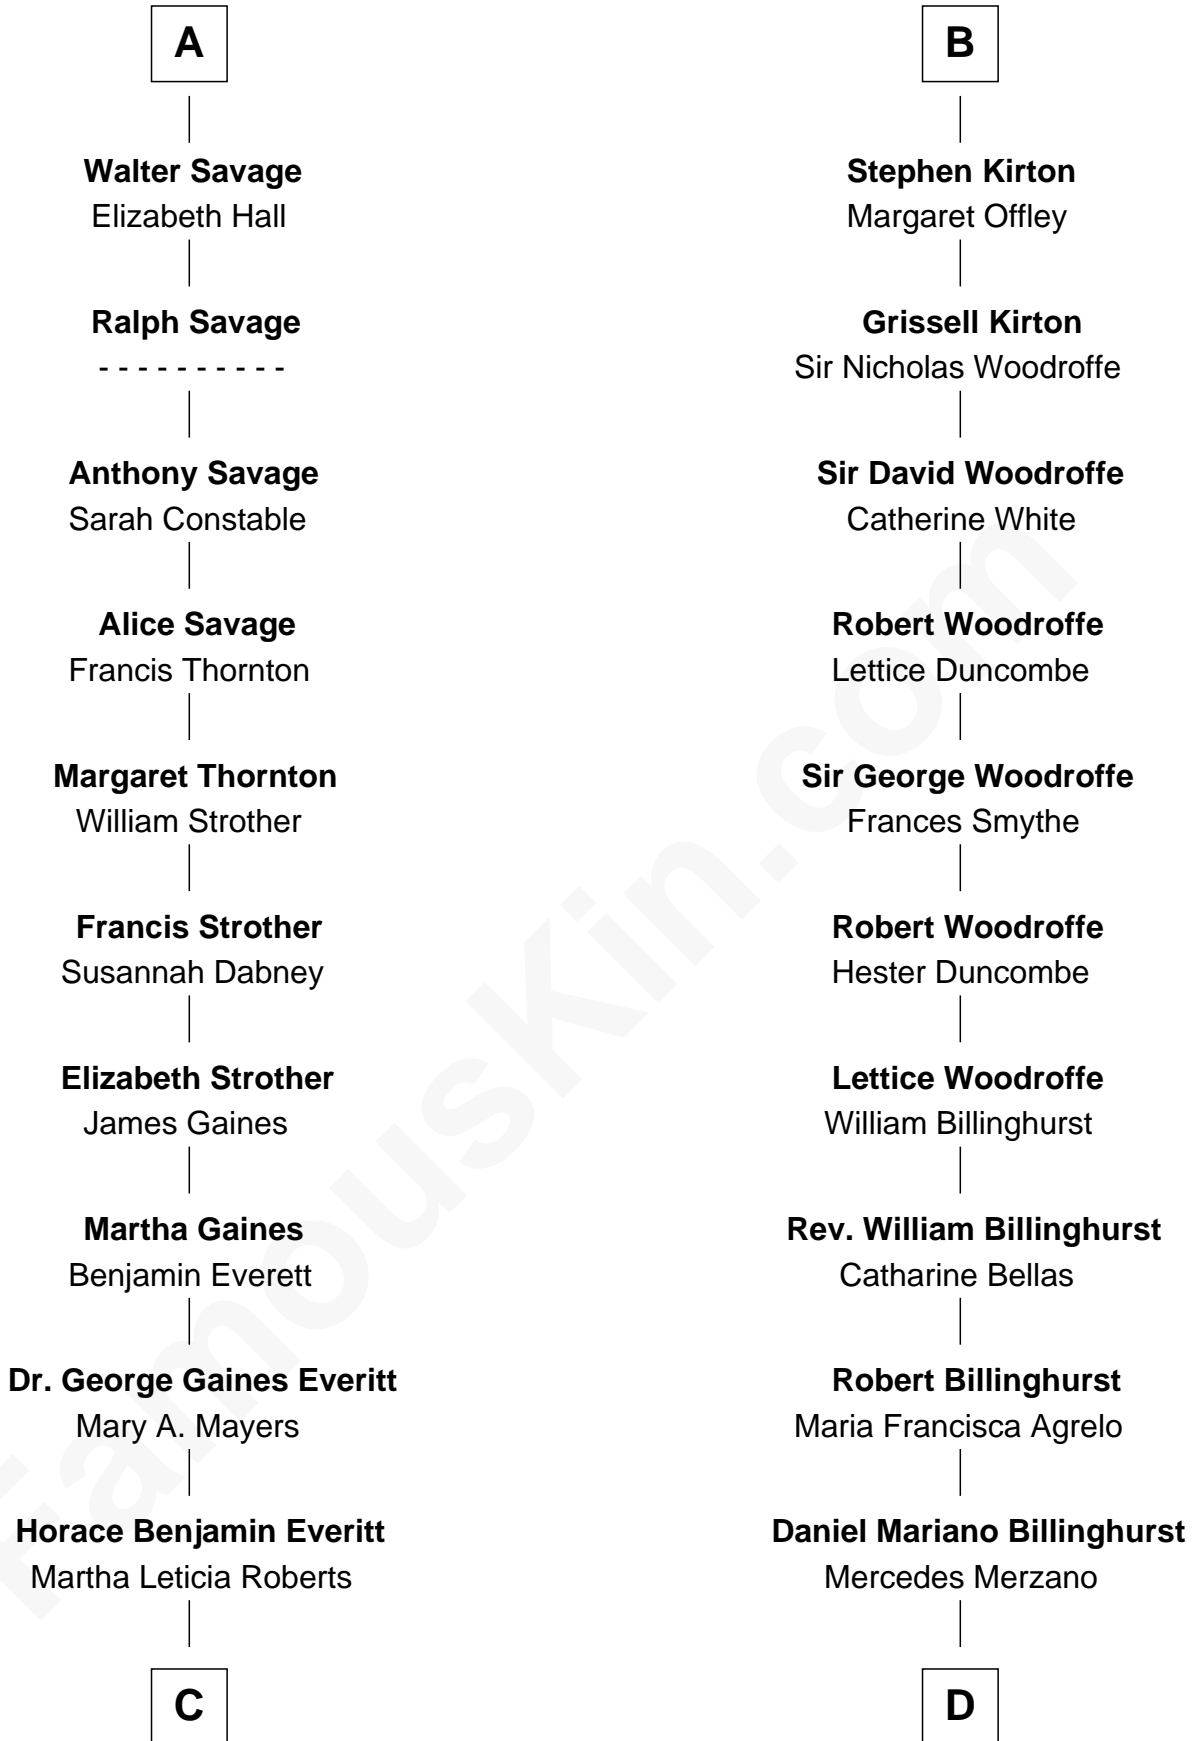 A
Walter Savage
Elizabeth Hall
Ralph Savage
- - - - - - - - - -
Anthony Savage
Sarah Constable
Alice Savage
Francis Thornton
Margaret Thornton
William Strother
Francis Strother
Susannah Dabney
Elizabeth Strother
James Gaines
Martha Gaines
Benjamin Everett
Dr. George Gaines Everitt
Mary A. Mayers
Horace Benjamin Everitt
Martha Leticia Roberts
C
B
Stephen Kirton
Margaret Offley
Grissell Kirton
Sir Nicholas Woodroffe
Sir David Woodroffe
Catherine White
Robert Woodroffe
Lettice Duncombe
Sir George Woodroffe
Frances Smythe
Robert Woodroffe
Hester Duncombe
Lettice Woodroffe
William Billinghurst
Rev. William Billinghurst
Catharine Bellas
Robert Billinghurst
Maria Francisca Agrelo
Daniel Mariano Billinghurst
Mercedes Merzano
D
FamousKin.com